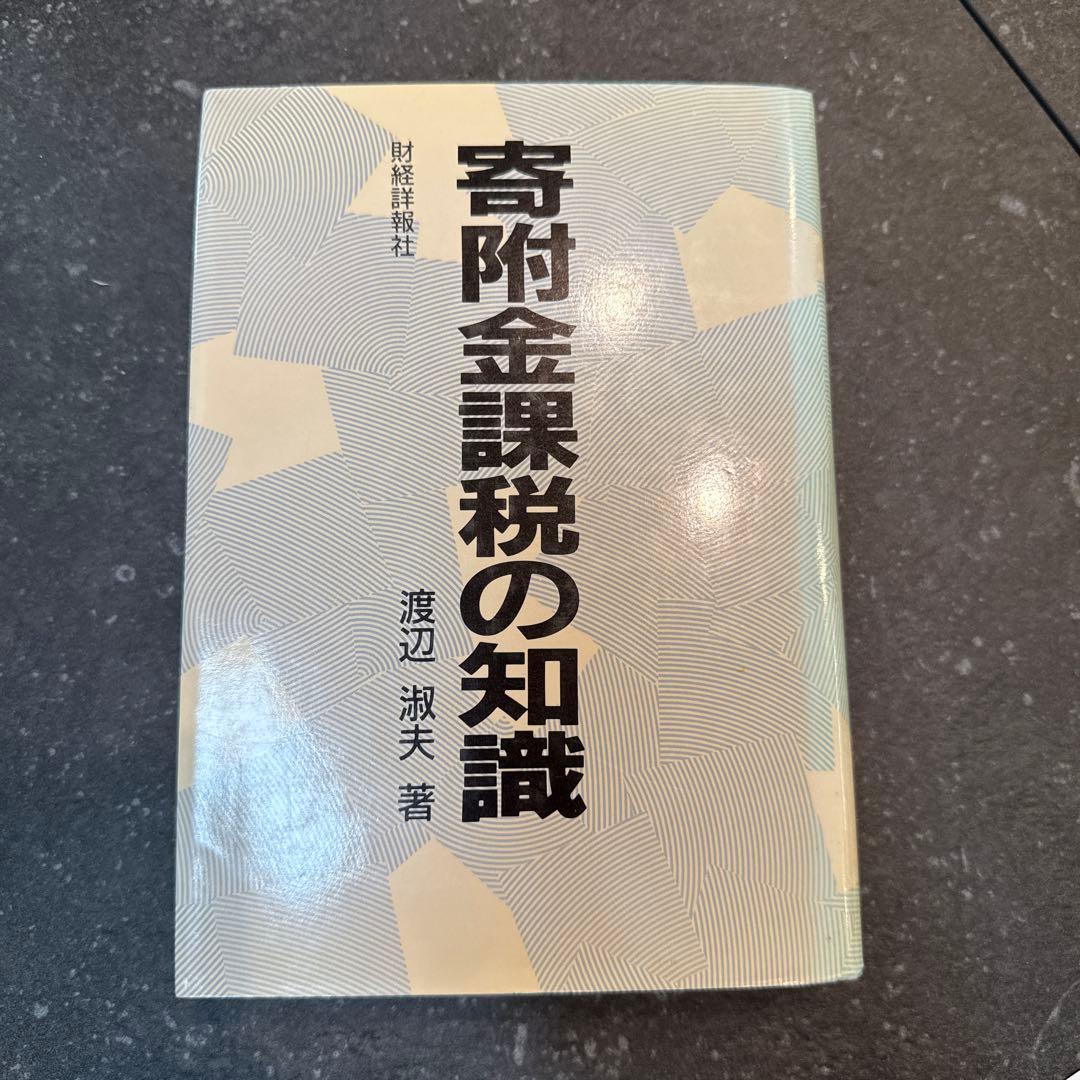 寄附金課税の知識
渡辺 淑夫 著
財経詳報社